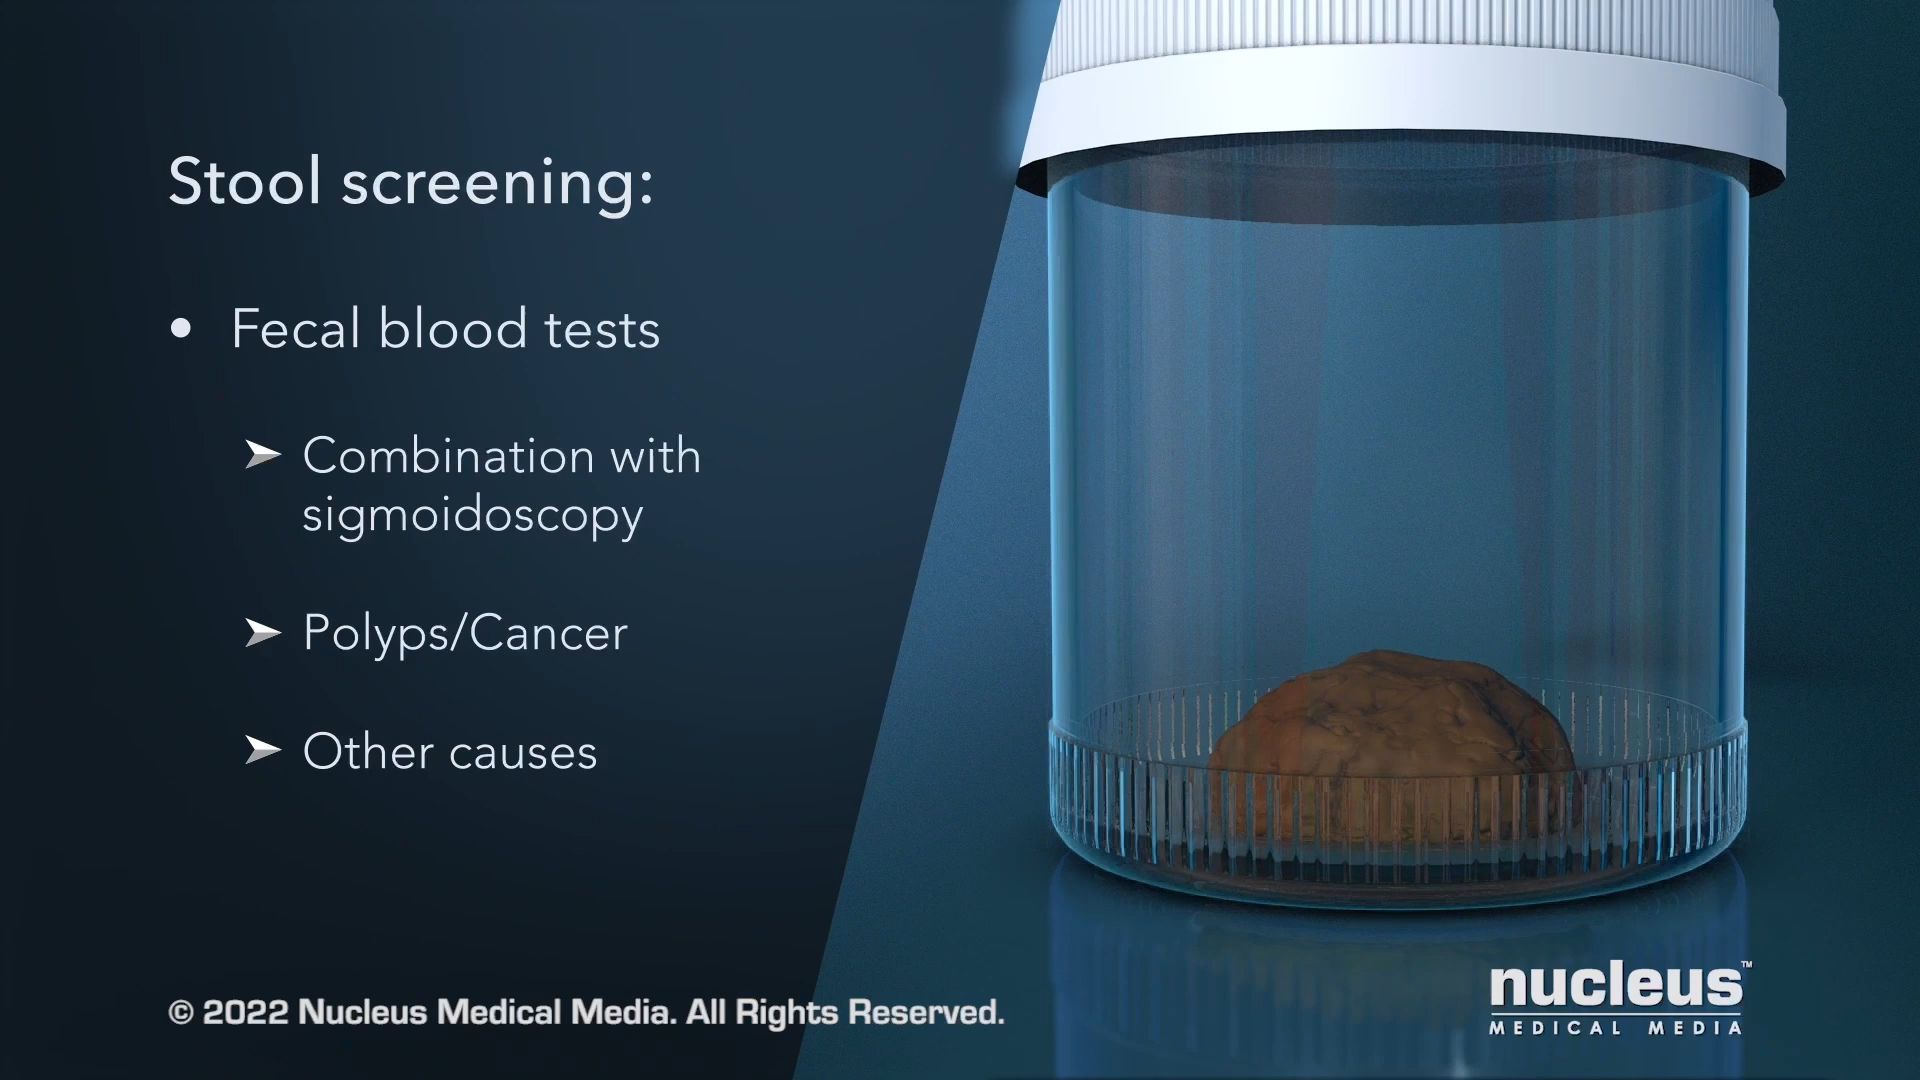 Stool screening:
• Fecal blood tests
➢ Combination with
sigmoidoscopy
➢ Polyps/Cancer
➢ Other causes
© 2022 Nucleus Medical Media. All Rights Reserved.
nucleus™
MEDICAL MEDIA